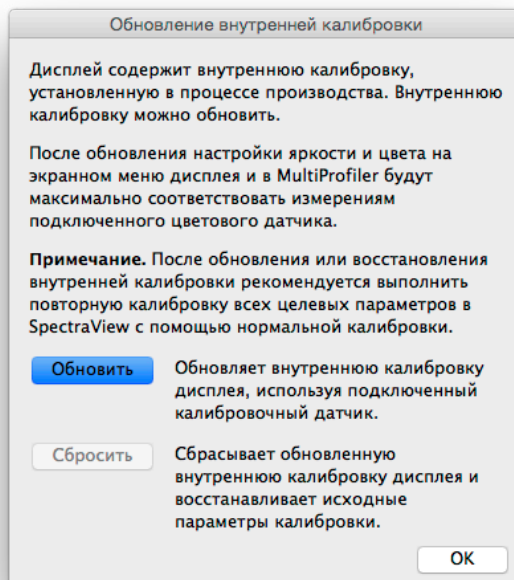 Обновление внутренней калибровки
Дисплей содержит внутреннюю калибровку,
установленную в процессе производства. Внутреннюю
калибровку можно обновить.
После обновления настройки яркости и цвета на
экранном меню дисплея и в MultiProfiler будут
максимально соответствовать измерениям
подключенного цветового датчика.
Примечание. После обновления или восстановления
внутренней калибровки рекомендуется выполнить
повторную калибровку всех целевых параметров в
SpectraView с помощью нормальной калибровки.
Обновить
Обновляет внутреннюю калибровку
дисплея, используя подключенный
калибровочный датчик.
Сбросить
Сбрасывает обновленную
внутреннюю калибровку дисплея и
восстанавливает исходные
параметры калибровки.
OK